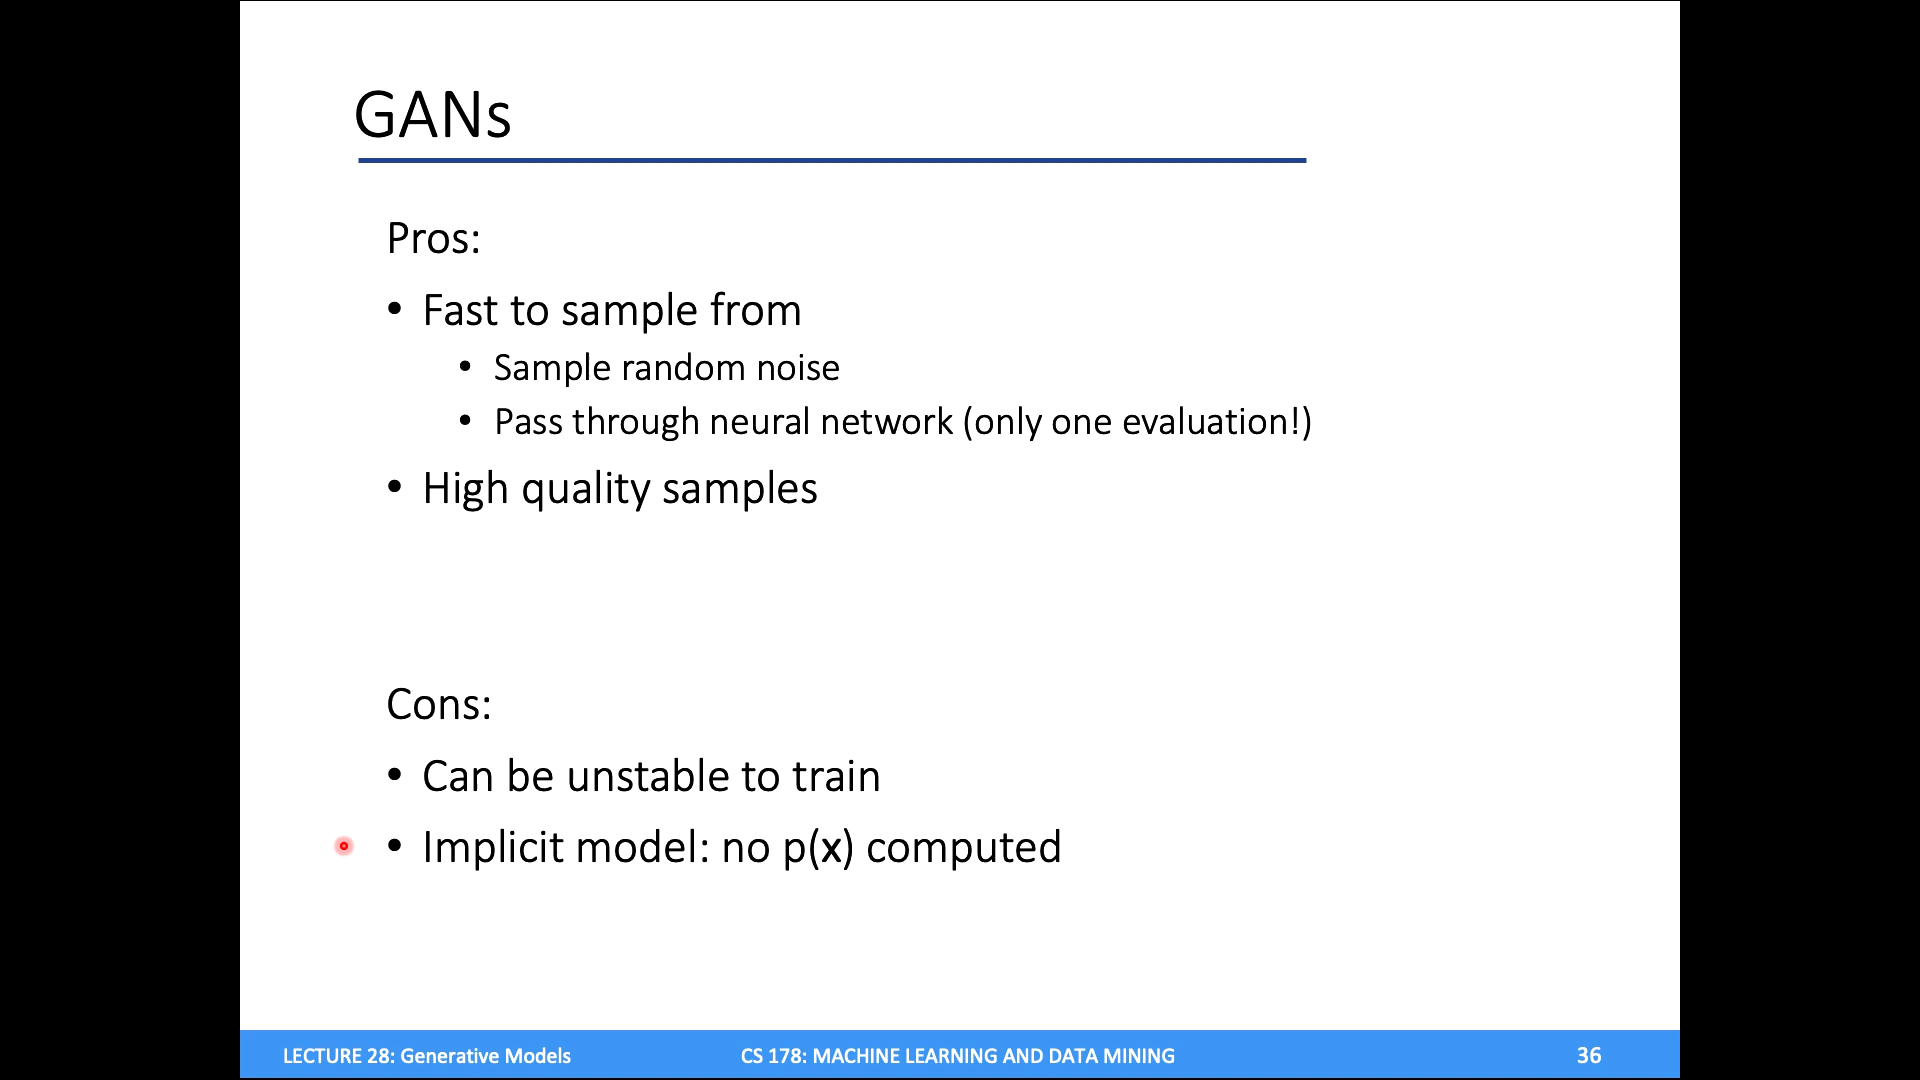 GANs
Pros:
• Fast to sample from
• Sample random noise
• Pass through neural network (only one evaluation!)
• High quality samples
Cons:
• Can be unstable to train
• Implicit model: no p(x) computed
LECTURE 28: Generative Models CS 178: MACHINE LEARNING AND DATA MINING 36